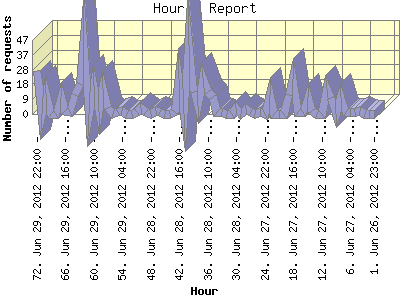 Hour Report
Number of requests
47
38
28
18
9
0
72. Jun 29, 2012 22:00 -...
66. Jun 29, 2012 16:00 -...
60. Jun 29, 2012 10:00 -...
54. Jun 29, 2012 04:00 -...
48. Jun 28, 2012 22:00 -...
42. Jun 28, 2012 16:00 -...
36. Jun 28, 2012 10:00 -...
30. Jun 28, 2012 04:00 -...
24. Jun 27, 2012 22:00 -...
18. Jun 27, 2012 16:00 -...
12. Jun 27, 2012 10:00 -...
6. Jun 27, 2012 04:00 -...
1. Jun 26, 2012 23:00 -...
Hour